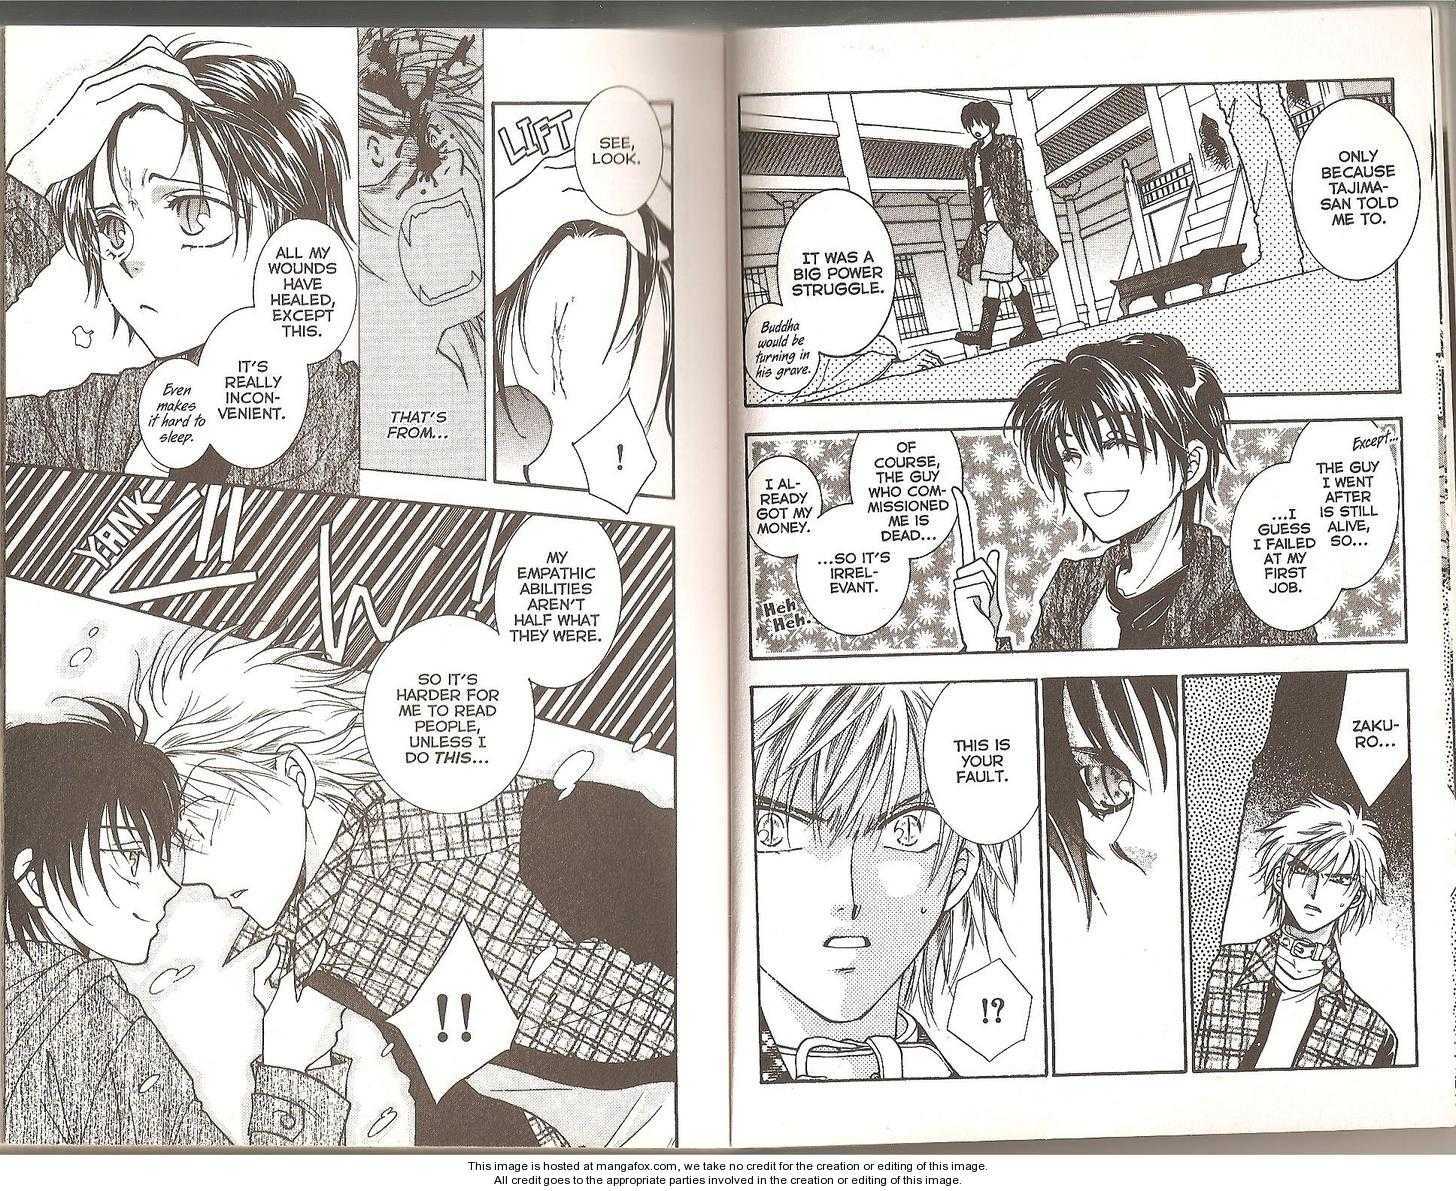 ONLY
BECAUSE
TAJIMA-
SAN TOLD
ME TO.
IT WAS A
BIG POWER
STRUGGLE.
Buddha
would be
turning in
his grave.
Except...
THE GUY
I WENT
AFTER
IS STILL
ALIVE,
SO...
...I
GUESS
I FAILED
AT MY
FIRST
JOB.
OF
COURSE,
THE GUY
WHO COM-
MISSIONED
ME IS
DEAD...
...SO IT'S
IRREL-
EVANT.
I AL-
READY
GOT MY
MONEY.
Heh
Heh..
ZAKU-
RO...
THIS IS
YOUR
FAULT.
!?
SEE,
LOOK.
LIFT
!
THAT'S
FROM...
ALL MY
WOUNDS
HAVE
HEALED,
EXCEPT
THIS.
IT'S
REALLY
INCON-
VENIENT.
Even
makes
it hard to
sleep.
YANK
MY
EMPATHIC
ABILITIES
AREN'T
HALF WHAT
THEY WERE.
SO IT'S
HARDER FOR
ME TO READ
PEOPLE,
UNLESS I
DO THIS...
!!
This image is hosted at mangafox.com, we take no credit for the creation or editing of this image.
All credit goes to the appropriate parties involved in the creation or editing of this image.